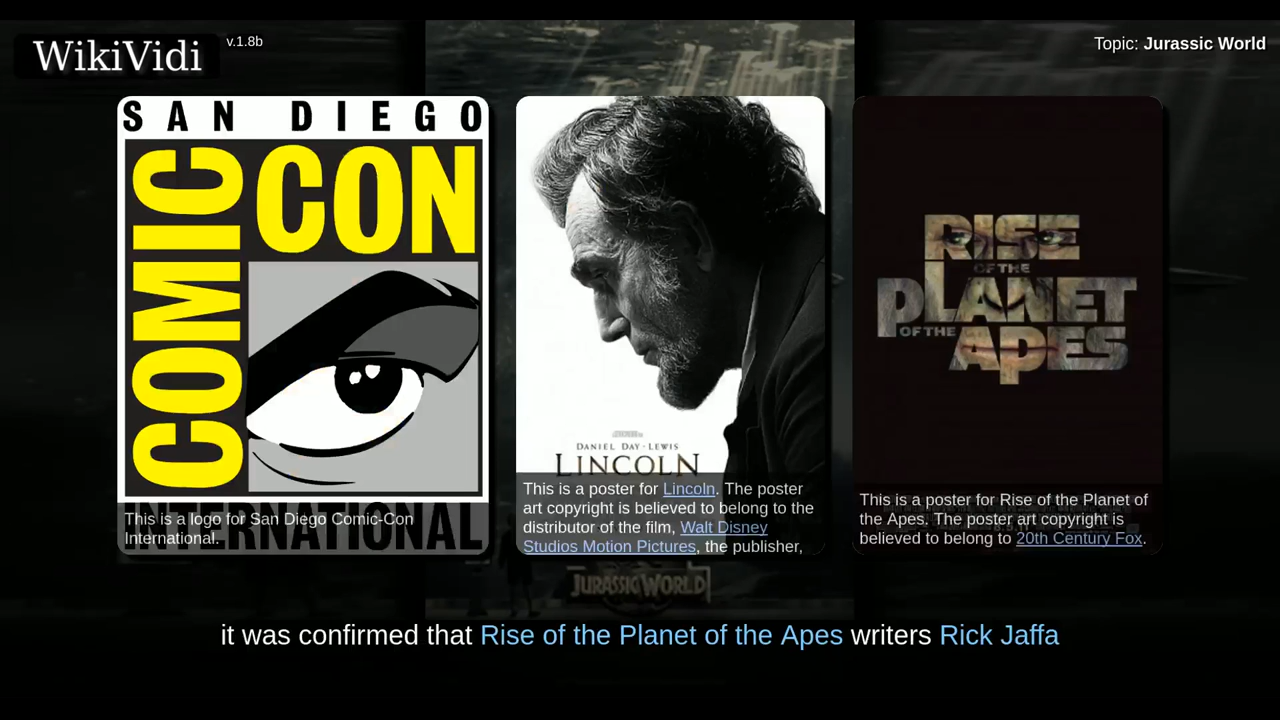 WikiVidi
v.1.8b
Topic: Jurassic World
SAN DIEGO
COMIC
CON
INTERNATIONAL
This is a logo for San Diego Comic-Con
International.
DANIEL DAY-LEWIS
LINCOLN
This is a poster for Lincoln. The poster
art copyright is believed to belong to the
distributor of the film, Walt Disney
Studios Motion Pictures, the publisher,
RISE
OF THE
PLANET
OF THE
APES
This is a poster for Rise of the Planet of
the Apes. The poster art copyright is
believed to belong to 20th Century Fox.
JURASSIC WORLD
it was confirmed that Rise of the Planet of the Apes writers Rick Jaffa